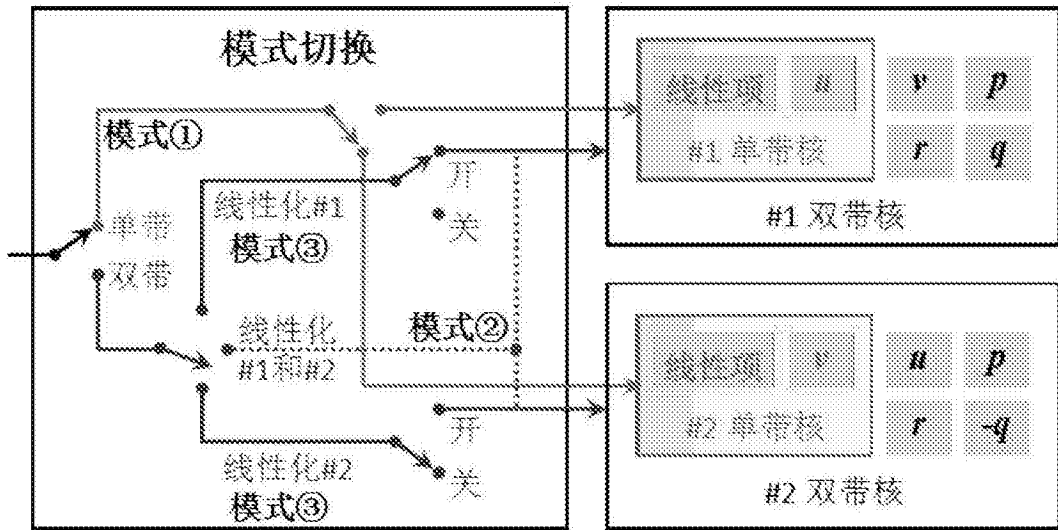 模式切换
模式①
单带
双带
线性化#1
模式③
开
关
线性化
#1和#2
模式②
线性化#2
模式③
开
关
线性项 u
#1 单带核
v p
r q
#1 双带核
线性项 v
#2 单带核
u p
r -q
#2 双带核